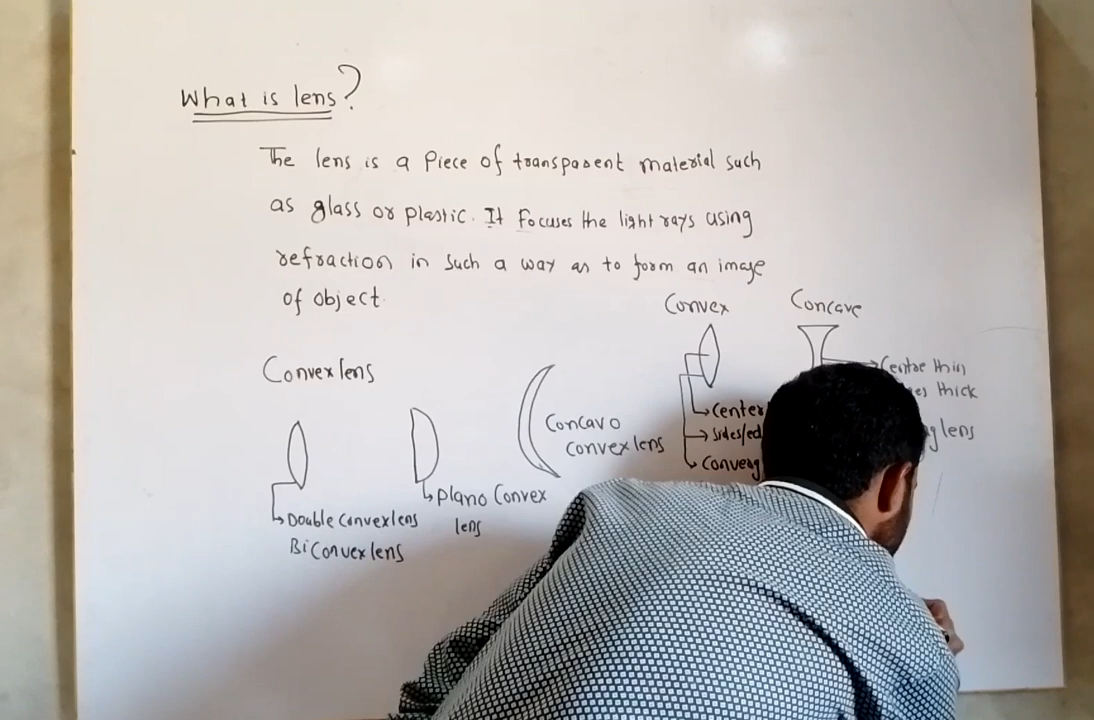 What is lens?
The lens is a piece of transparent material such
as glass or plastic. It focuses the light rays using
refraction in such a way as to form an image
of object.
Convex
Concave
Centre thin
thick
lens
Center
Convex lens
Concavo
convex lens
Plano Convex
lens
Double Convex lens
BiConvex lens